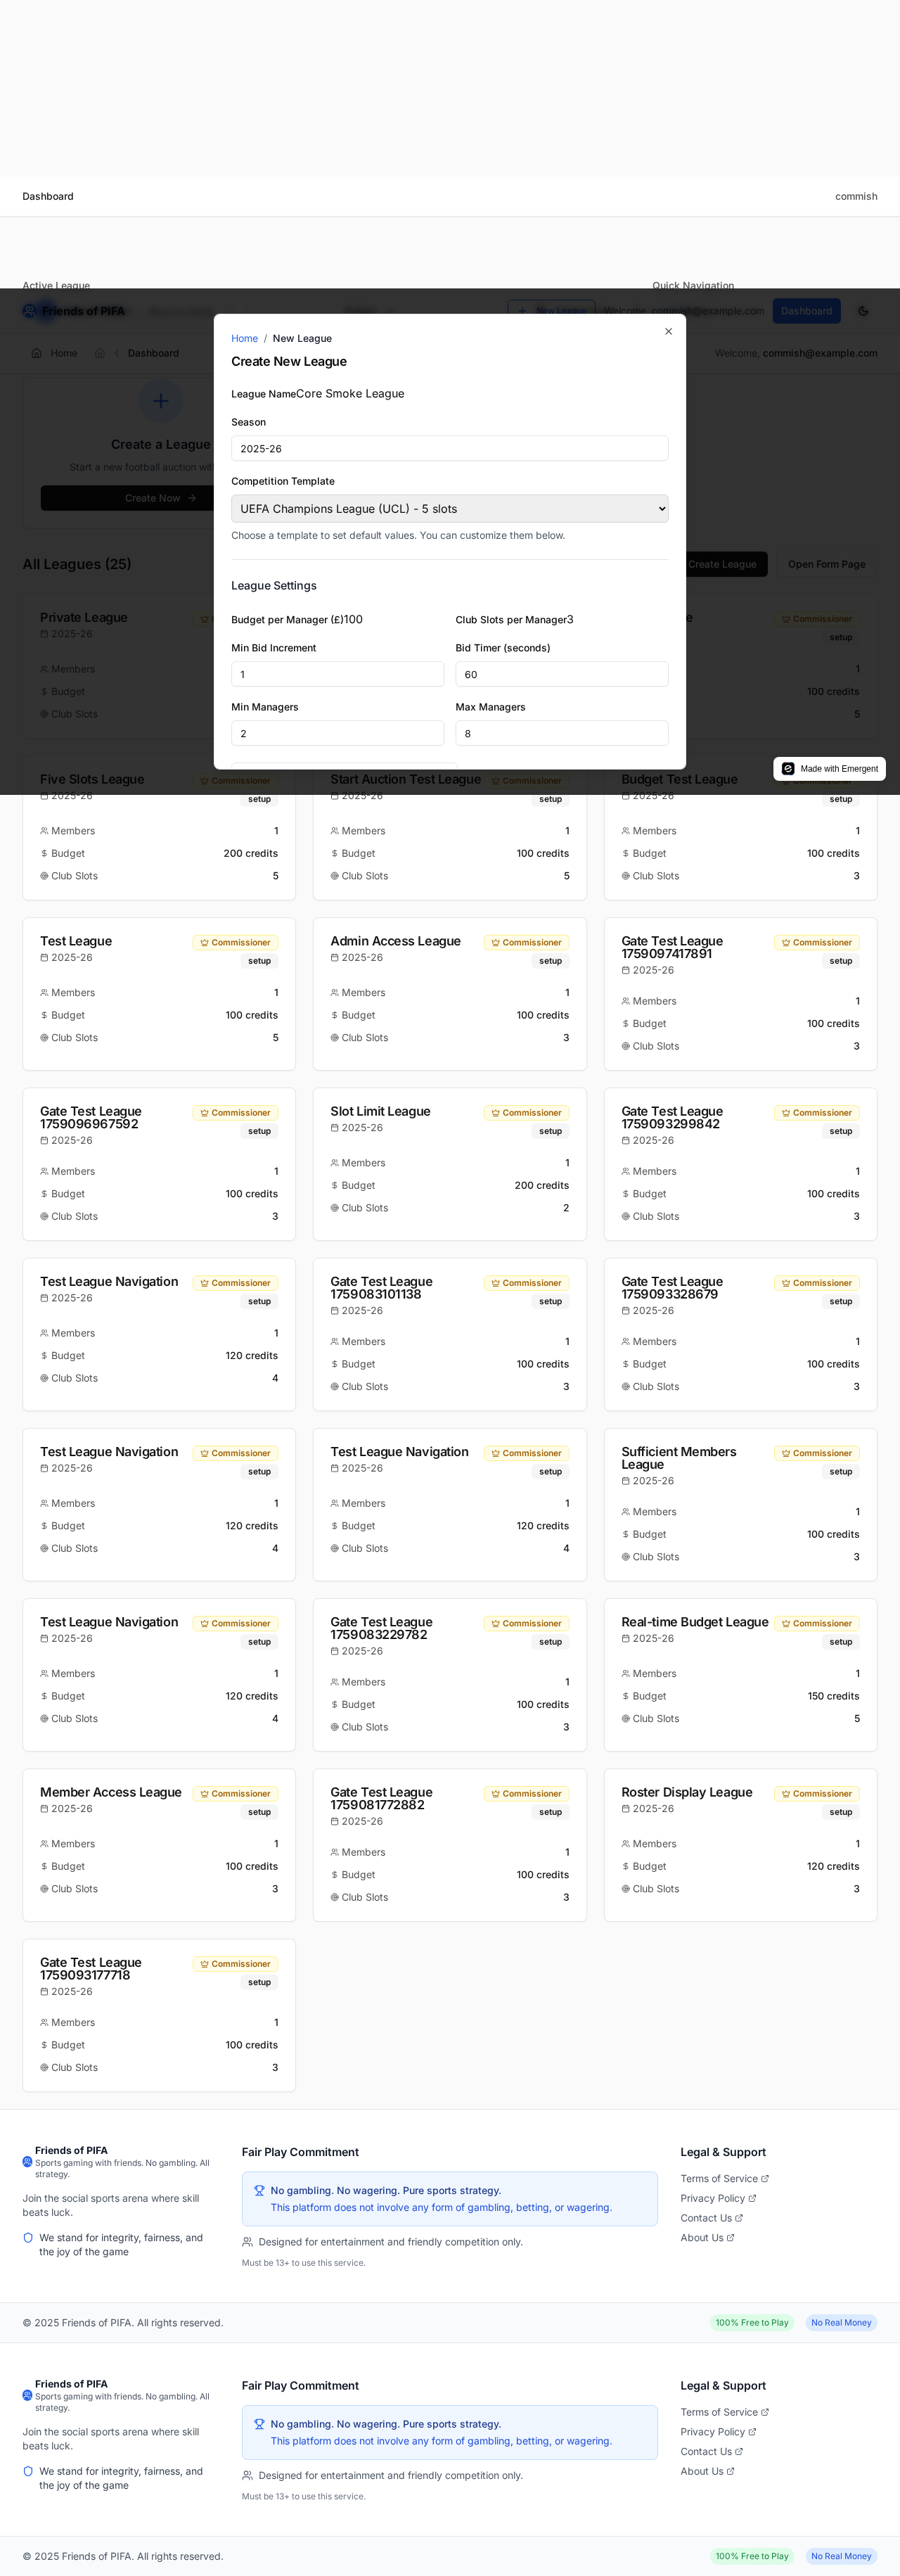 Dashboard
commish
Active League
Quick Navigation
Friends of PIFA
New League
Welcome, commish@example.com
Dashboard
Home
Dashboard
Welcome, commish@example.com
Create a League
Start a new football auction with
Create Now
All Leagues (25)
Create League
Open Form Page
Private League
2025-26
setup
Members
1
Budget
100 credits
Club Slots
5
Home / New League
Create New League
League NameCore Smoke League
Season
2025-26
Competition Template
UEFA Champions League (UCL) - 5 slots
Choose a template to set default values. You can customize them below.
League Settings
Budget per Manager (£)100
Club Slots per Manager3
Min Bid Increment
1
Bid Timer (seconds)
60
Min Managers
2
Max Managers
8
Made with Emergent
Five Slots League
Commissioner
2025-26
setup
Members
1
Budget
200 credits
Club Slots
5
Start Auction Test League
Commissioner
2025-26
setup
Members
1
Budget
100 credits
Club Slots
5
Budget Test League
2025-26
setup
Members
1
Budget
100 credits
Club Slots
3
Test League
Commissioner
2025-26
setup
Members
1
Budget
100 credits
Club Slots
5
Admin Access League
Commissioner
2025-26
setup
Members
1
Budget
100 credits
Club Slots
3
Gate Test League
1759097417891
Commissioner
2025-26
setup
Members
1
Budget
100 credits
Club Slots
3
Gate Test League
1759096967592
Commissioner
2025-26
setup
Members
1
Budget
100 credits
Club Slots
3
Slot Limit League
Commissioner
2025-26
setup
Members
1
Budget
200 credits
Club Slots
2
Gate Test League
1759093299842
Commissioner
2025-26
setup
Members
1
Budget
100 credits
Club Slots
3
Test League Navigation
Commissioner
2025-26
setup
Members
1
Budget
120 credits
Club Slots
4
Gate Test League
1759083101138
Commissioner
2025-26
setup
Members
1
Budget
100 credits
Club Slots
3
Gate Test League
1759093328679
Commissioner
2025-26
setup
Members
1
Budget
100 credits
Club Slots
3
Test League Navigation
Commissioner
2025-26
setup
Members
1
Budget
120 credits
Club Slots
4
Test League Navigation
Commissioner
2025-26
setup
Members
1
Budget
120 credits
Club Slots
4
Sufficient Members
League
Commissioner
2025-26
setup
Members
1
Budget
100 credits
Club Slots
3
Test League Navigation
Commissioner
2025-26
setup
Members
1
Budget
120 credits
Club Slots
4
Gate Test League
1759083229782
Commissioner
2025-26
setup
Members
1
Budget
100 credits
Club Slots
3
Real-time Budget League
Commissioner
2025-26
setup
Members
1
Budget
150 credits
Club Slots
5
Member Access League
Commissioner
2025-26
setup
Members
1
Budget
100 credits
Club Slots
3
Gate Test League
1759081772882
Commissioner
2025-26
setup
Members
1
Budget
100 credits
Club Slots
3
Roster Display League
Commissioner
2025-26
setup
Members
1
Budget
120 credits
Club Slots
3
Gate Test League
1759093177718
Commissioner
2025-26
setup
Members
1
Budget
100 credits
Club Slots
3
Friends of PIFA
Sports gaming with friends. No gambling. All
strategy.
Join the social sports arena where skill
beats luck.
We stand for integrity, fairness, and
the joy of the game
Fair Play Commitment
No gambling. No wagering. Pure sports strategy.
This platform does not involve any form of gambling, betting, or wagering.
Designed for entertainment and friendly competition only.
Must be 13+ to use this service.
Legal & Support
Terms of Service
Privacy Policy
Contact Us
About Us
© 2025 Friends of PIFA. All rights reserved.
100% Free to Play
No Real Money
Friends of PIFA
Sports gaming with friends. No gambling. All
strategy.
Join the social sports arena where skill
beats luck.
We stand for integrity, fairness, and
the joy of the game
Fair Play Commitment
No gambling. No wagering. Pure sports strategy.
This platform does not involve any form of gambling, betting, or wagering.
Designed for entertainment and friendly competition only.
Must be 13+ to use this service.
Legal & Support
Terms of Service
Privacy Policy
Contact Us
About Us
© 2025 Friends of PIFA. All rights reserved.
100% Free to Play
No Real Money